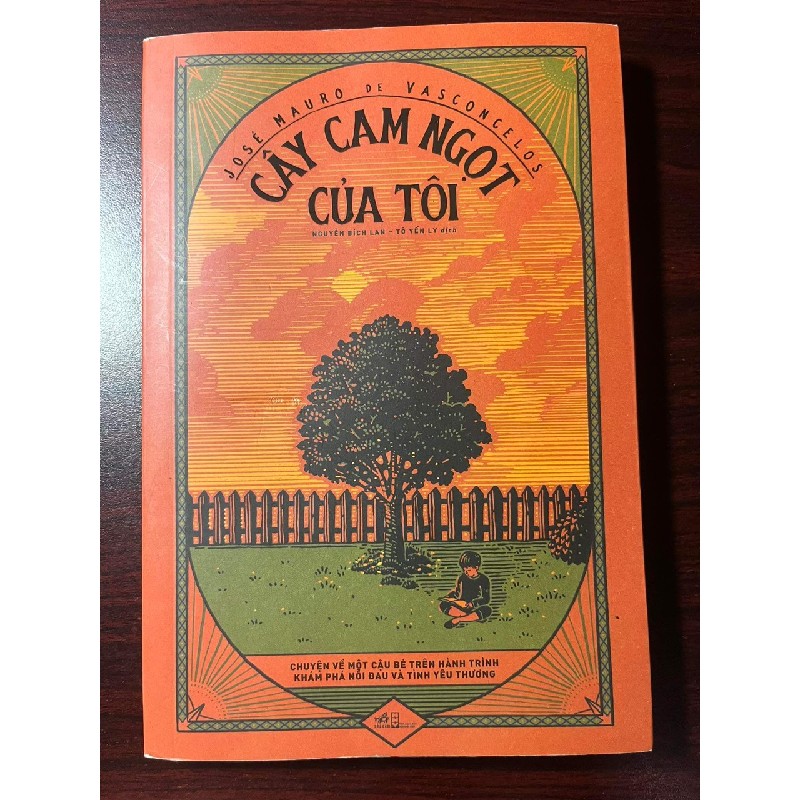 JOSÉ MAURO DE VASCONCELOS
CÂY CAM NGỌT
CỦA TÔI
NGUYỄN BÍCH LAN - TÔ YẾN LY dịch
CHUYỆN VỀ MỘT CẬU BÉ TRÊN HÀNH TRÌNH
KHÁM PHÁ NỖI ĐAU VÀ TÌNH YÊU THƯƠNG